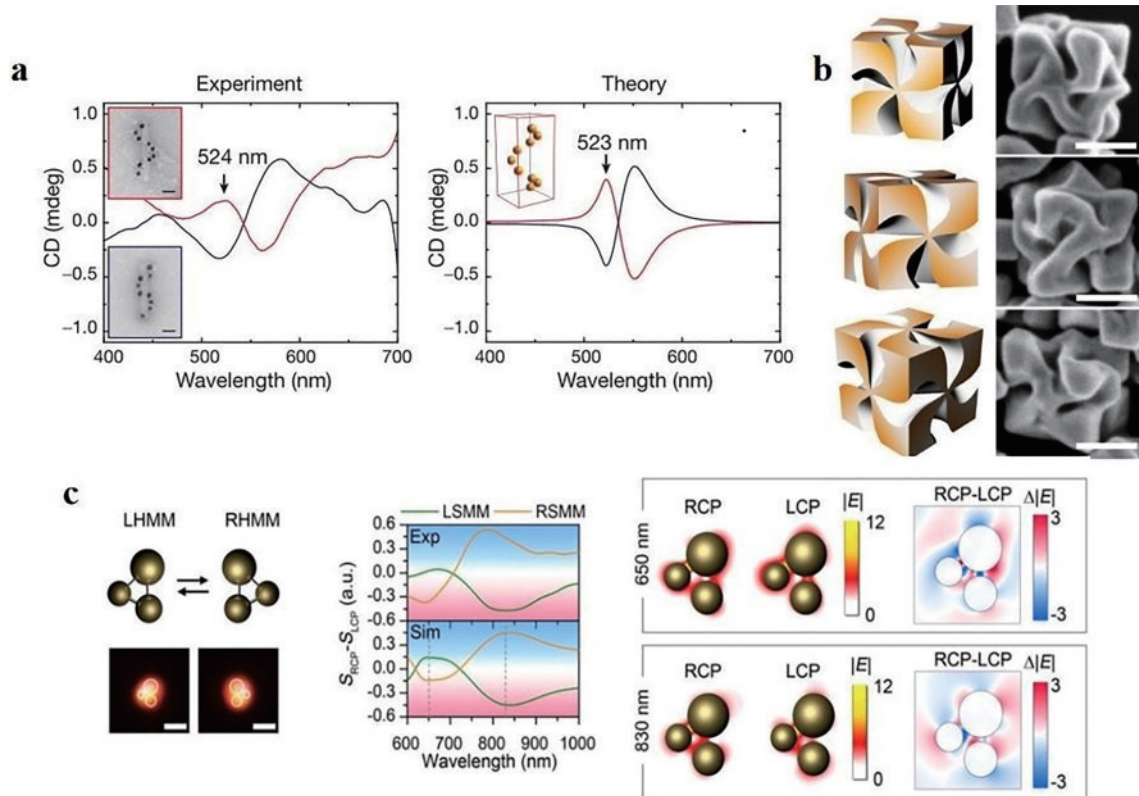 a
Experiment
CD (mdeg)
1.0
0.5
0.0
−0.5
−1.0
524 nm
400
500
600
700
Wavelength (nm)
Theory
CD (mdeg)
1.0
0.5
0.0
−0.5
−1.0
523 nm
400
500
600
700
Wavelength (nm)
b
c
LHMM
RHMM
LSMM
RSMM
SRCP-SLCP (a.u.)
0.6
Exp
0.3
0.0
-0.3
0.6
Sim
0.3
0.0
-0.3
-0.6
600
700
800
900
1000
Wavelength (nm)
650 nm
RCP
LCP
|E|
12
0
RCP-LCP
Δ|E|
3
-3
830 nm
RCP
LCP
|E|
12
0
RCP-LCP
Δ|E|
3
-3